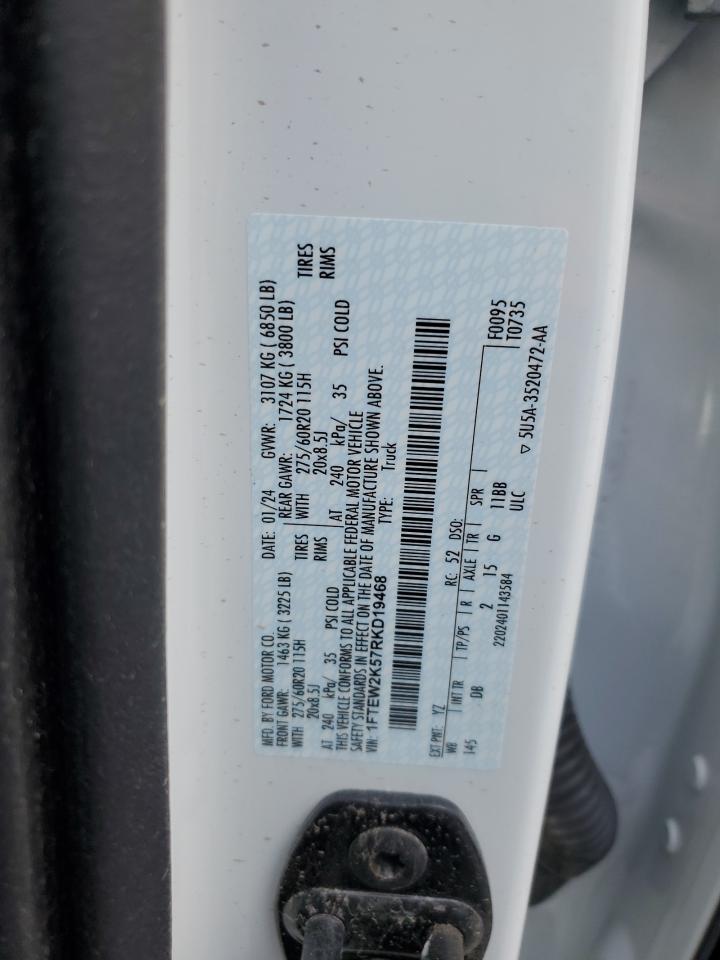 MFD. BY FORD MOTOR CO. DATE: 01/24 GVWR: 3107 KG ( 6850 LB)
FRONT GAWR: 1463 KG ( 3225 LB) REAR GAWR: 1724 KG ( 3800 LB)
WITH 275/60R20 115H TIRES WITH 275/60R20 115H TIRES
20x8.5J RIMS 20x8.5J RIMS
AT 240 kPa/ 35 PSI COLD AT 240 kPa/ 35 PSI COLD
THIS VEHICLE CONFORMS TO ALL APPLICABLE FEDERAL MOTOR VEHICLE
SAFETY STANDARDS IN EFFECT ON THE DATE OF MANUFACTURE SHOWN ABOVE.
VIN: 1FTEW2K57RKD19468 TYPE: Truck
EXT PNT: YZ RC: 52 DSO: F0095
WB INT TR TP/PS R AXLE TR SPR T0735
145 DB 2 15 G 11BB
2202401143584 ULC
▽ 5U5A-3520472-AA